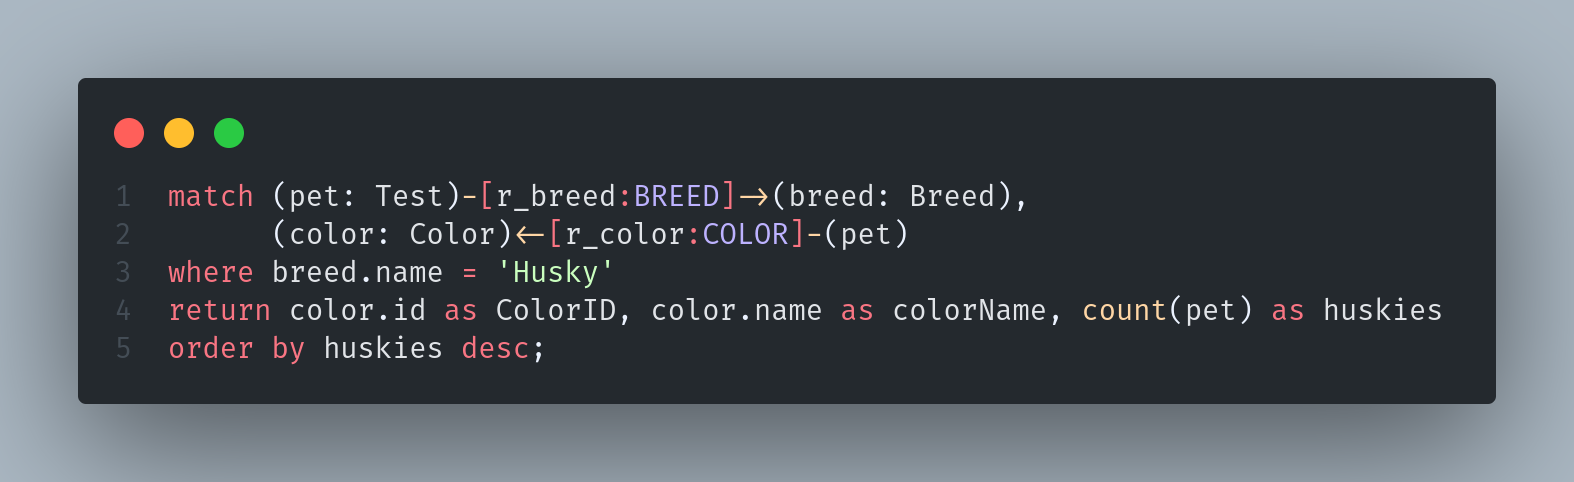 1 match (pet: Test)-[r_breed:BREED]->(breed: Breed),
2 (color: Color)<-[r_color:COLOR]-(pet)
3 where breed.name = 'Husky'
4 return color.id as ColorID, color.name as colorName, count(pet) as huskies
5 order by huskies desc;